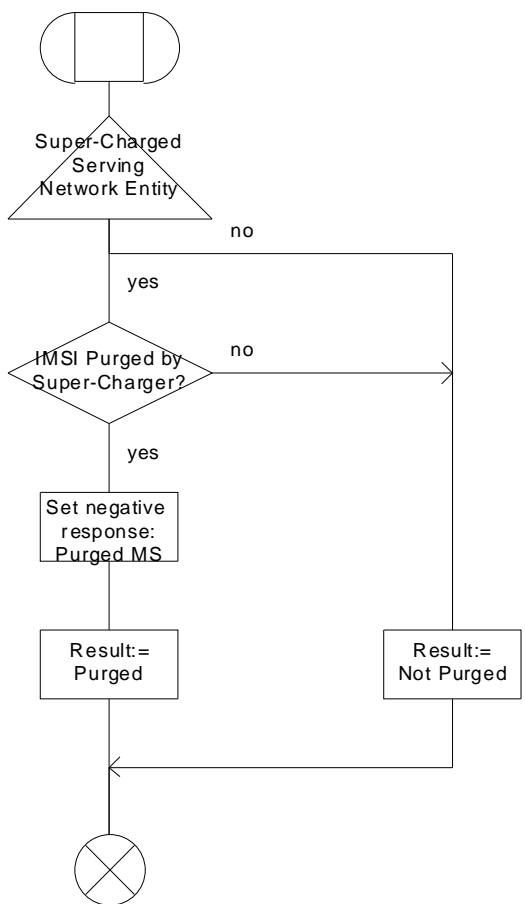 Super-Charged
Serving
Network Entity
no
yes
IMSI Purged by
Super-Charger?
no
yes
Set negative
response:
Purged MS
Result:=
Purged
Result:=
Not Purged